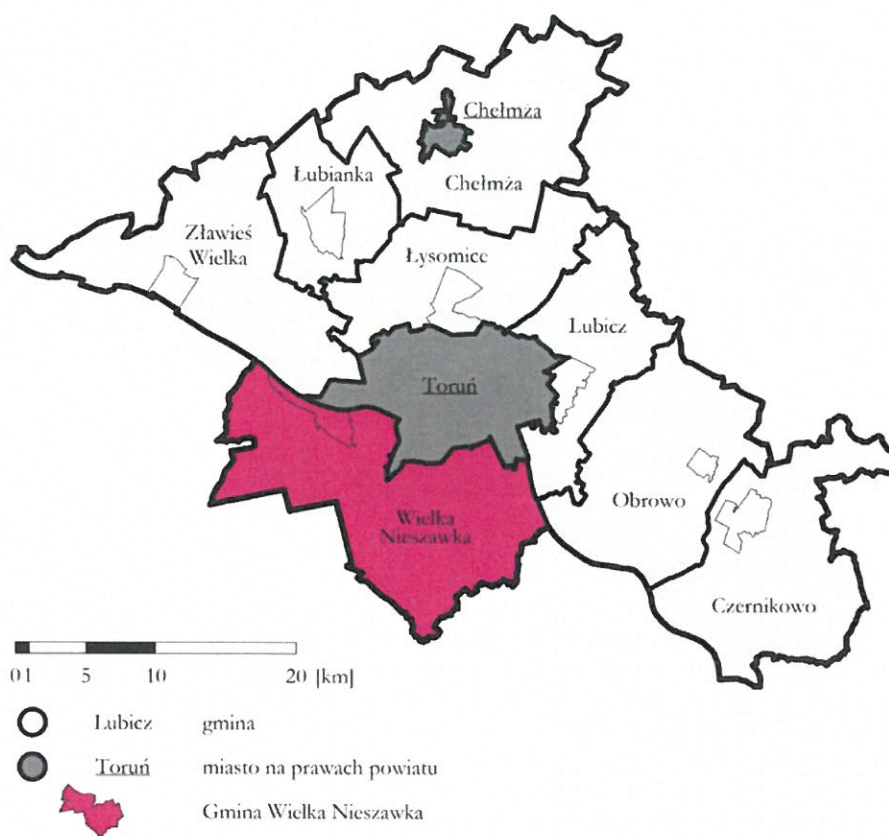 Chełmża
Łubianka
Chełmża
Zławieś
Wielka
Łysomice
Lubicz
Toruń
Obrowo
Wielka
Nieszawka
Czernikowo
0 1 5 10 20 [km]
Lubicz gmina
Toruń miasto na prawach powiatu
Gmina Wielka Nieszawka